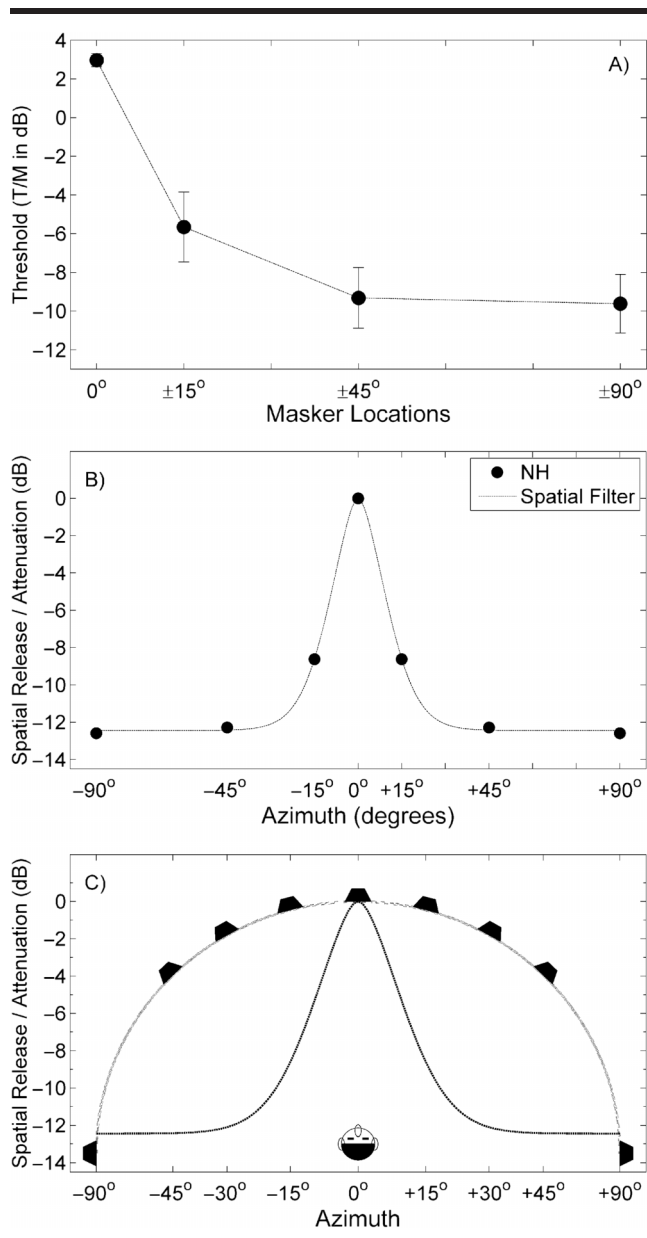 4
2
0
−2
−4
−6
−8
−10
−12
Threshold (T/M in dB)
A)
0° ±15° ±45° ±90°
Masker Locations
0
−2
−4
−6
−8
−10
−12
−14
Spatial Release / Attenuation (dB)
B)
NH
Spatial Filter
−90° −45° −15° 0° +15° +45° +90°
Azimuth (degrees)
0
−2
−4
−6
−8
−10
−12
−14
Spatial Release / Attenuation (dB)
C)
−90° −45° −30° −15° 0° +15° +30° +45° +90°
Azimuth